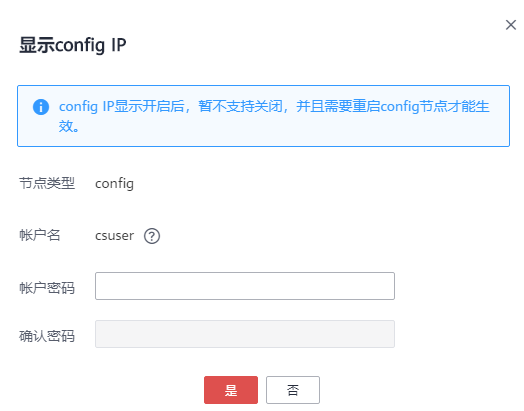 显示config IP
config IP显示开启后，暂不支持关闭，并且需要重启config节点才能生
效。
节点类型 config
帐户名 csuser
帐户密码
确认密码
是 否